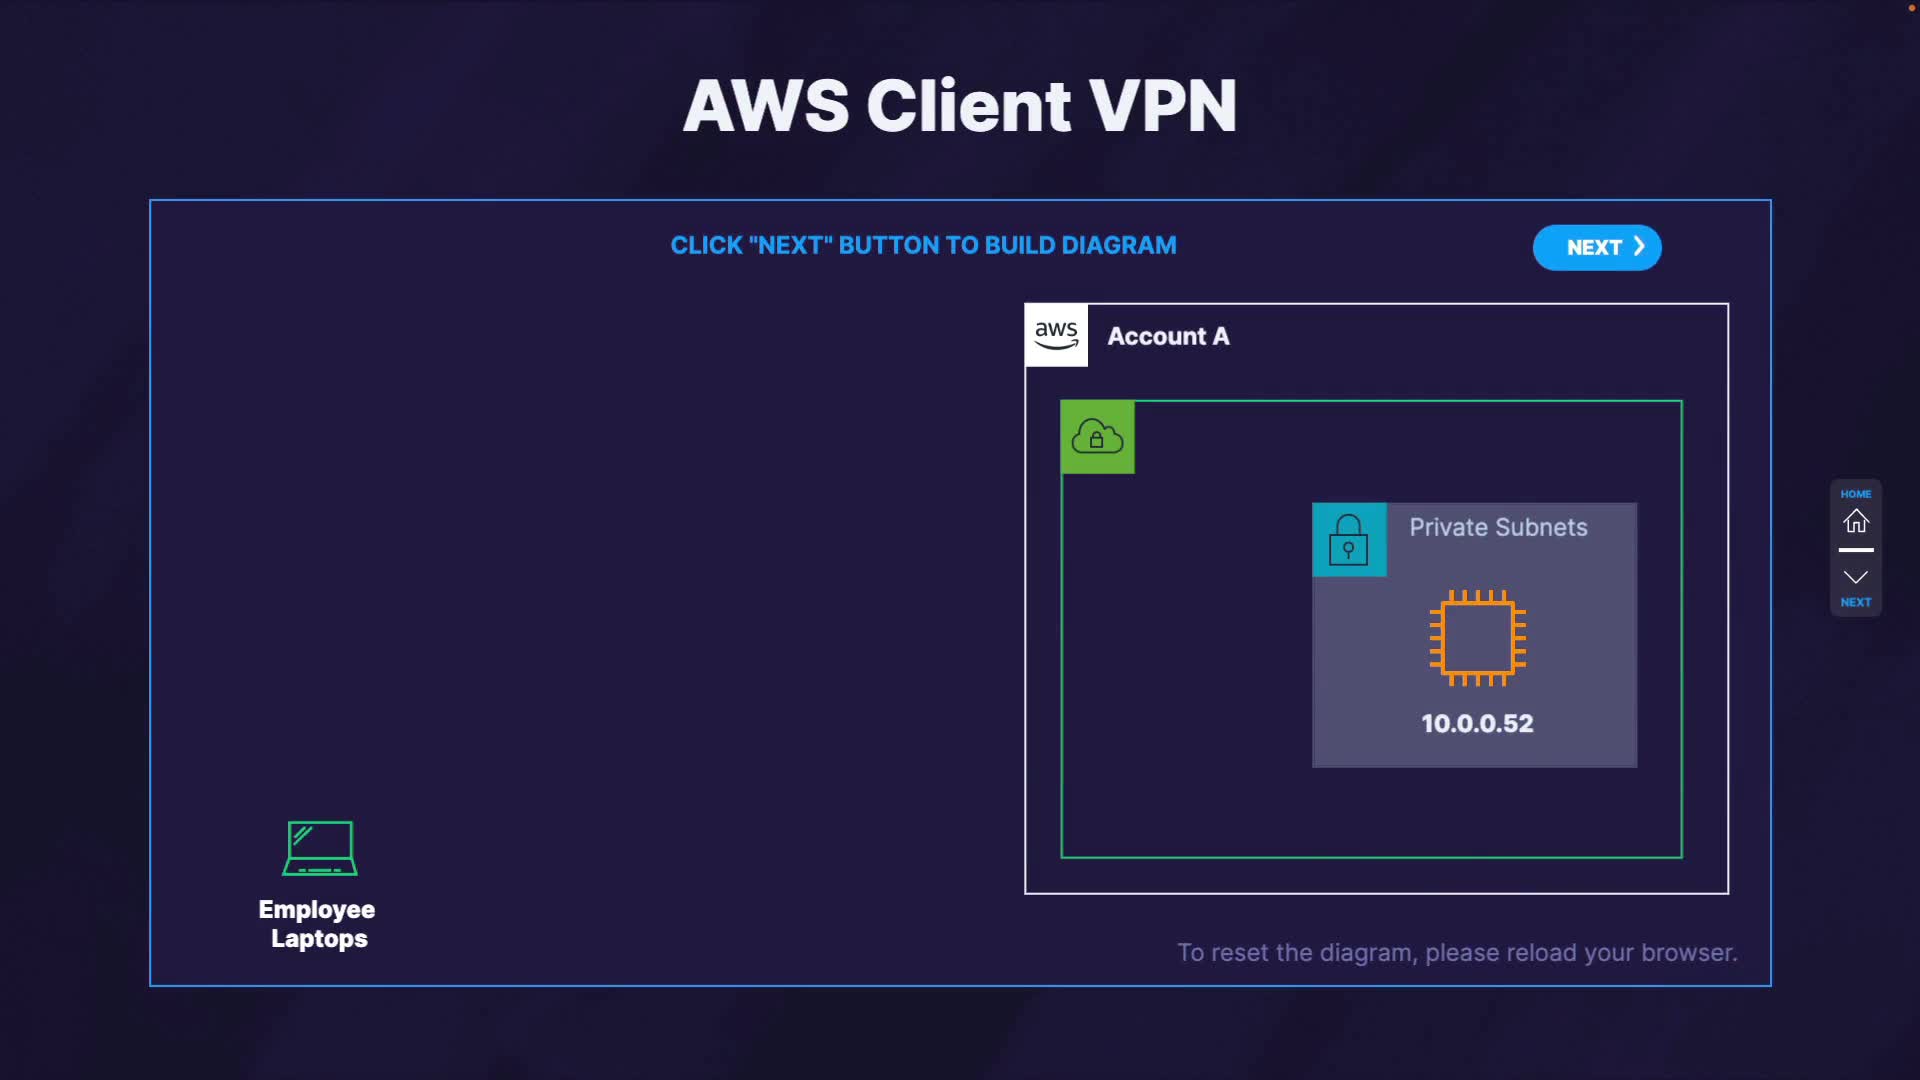 AWS Client VPN
CLICK "NEXT" BUTTON TO BUILD DIAGRAM
NEXT
aws
Account A
HOME
Private Subnets
NEXT
10.0.0.52
Employee
Laptops
To reset the diagram, please reload your browser.